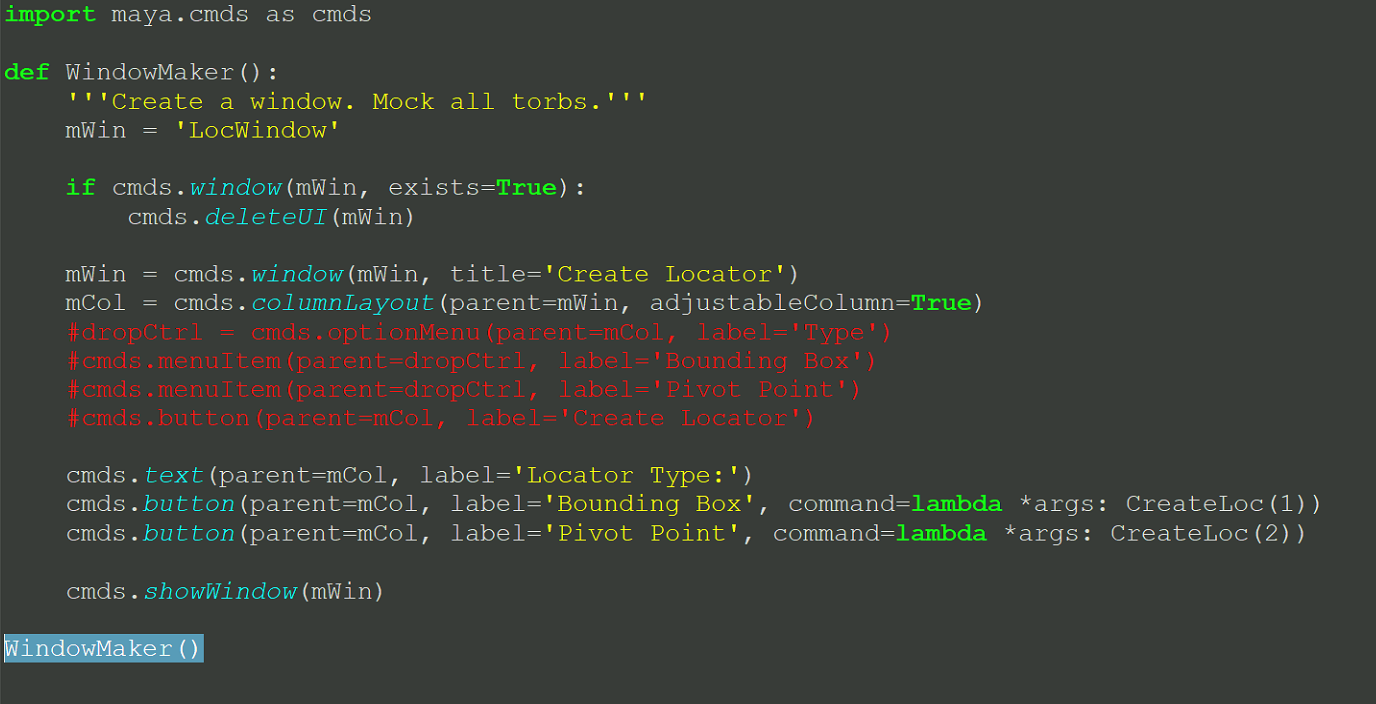 import maya.cmds as cmds
def WindowMaker():
    '''Create a window. Mock all torbs.'''
    mWin = 'LocWindow'
    if cmds.window(mWin, exists=True):
        cmds.deleteUI(mWin)
    mWin = cmds.window(mWin, title='Create Locator')
    mCol = cmds.columnLayout(parent=mWin, adjustableColumn=True)
    #dropCtrl = cmds.optionMenu(parent=mCol, label='Type')
    #cmds.menuItem(parent=dropCtrl, label='Bounding Box')
    #cmds.menuItem(parent=dropCtrl, label='Pivot Point')
    #cmds.button(parent=mCol, label='Create Locator')
    cmds.text(parent=mCol, label='Locator Type:')
    cmds.button(parent=mCol, label='Bounding Box', command=lambda *args: CreateLoc(1))
    cmds.button(parent=mCol, label='Pivot Point', command=lambda *args: CreateLoc(2))
    cmds.showWindow(mWin)
WindowMaker()